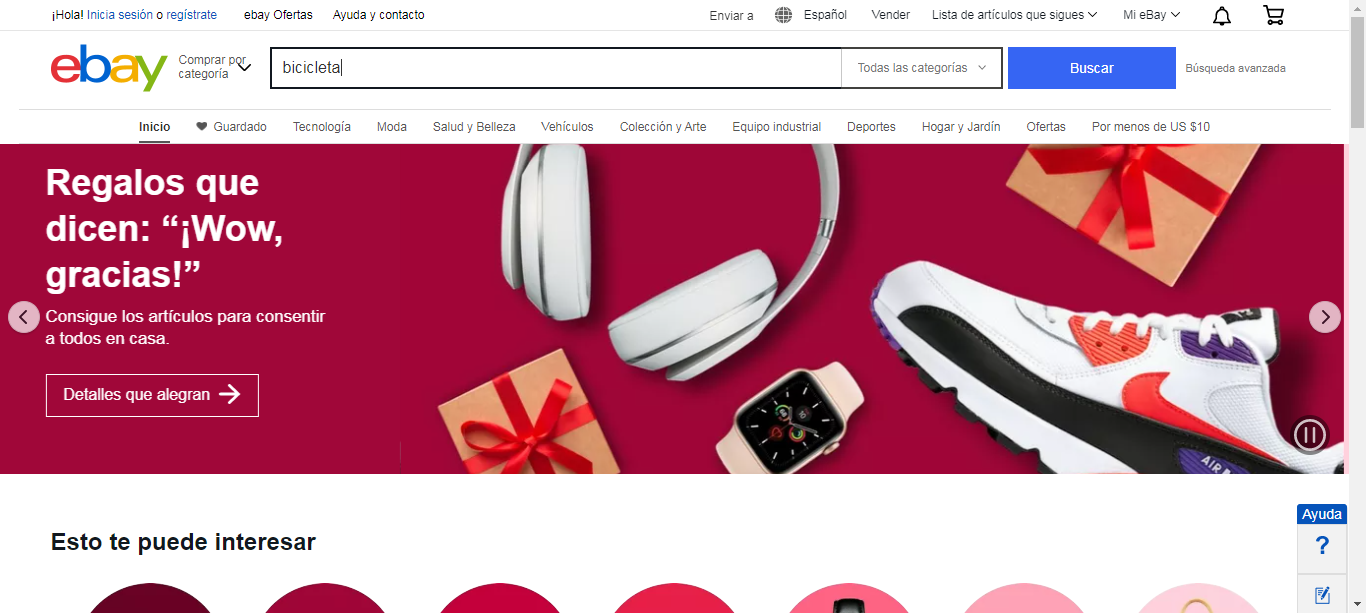 ¡Hola! Inicia sesión o regístrate ebay Ofertas Ayuda y contacto Enviar a Español Vender Lista de artículos que sigues Mi eBay
ebay Comprar por
categoría
bicicleta Todas las categorías Buscar Búsqueda avanzada
Inicio Guardado Tecnología Moda Salud y Belleza Vehículos Colección y Arte Equipo industrial Deportes Hogar y Jardín Ofertas Por menos de US $10
Regalos que
dicen: “¡Wow,
gracias!”
Consigue los artículos para consentir
a todos en casa.
Detalles que alegran
Ayuda
?
Esto te puede interesar